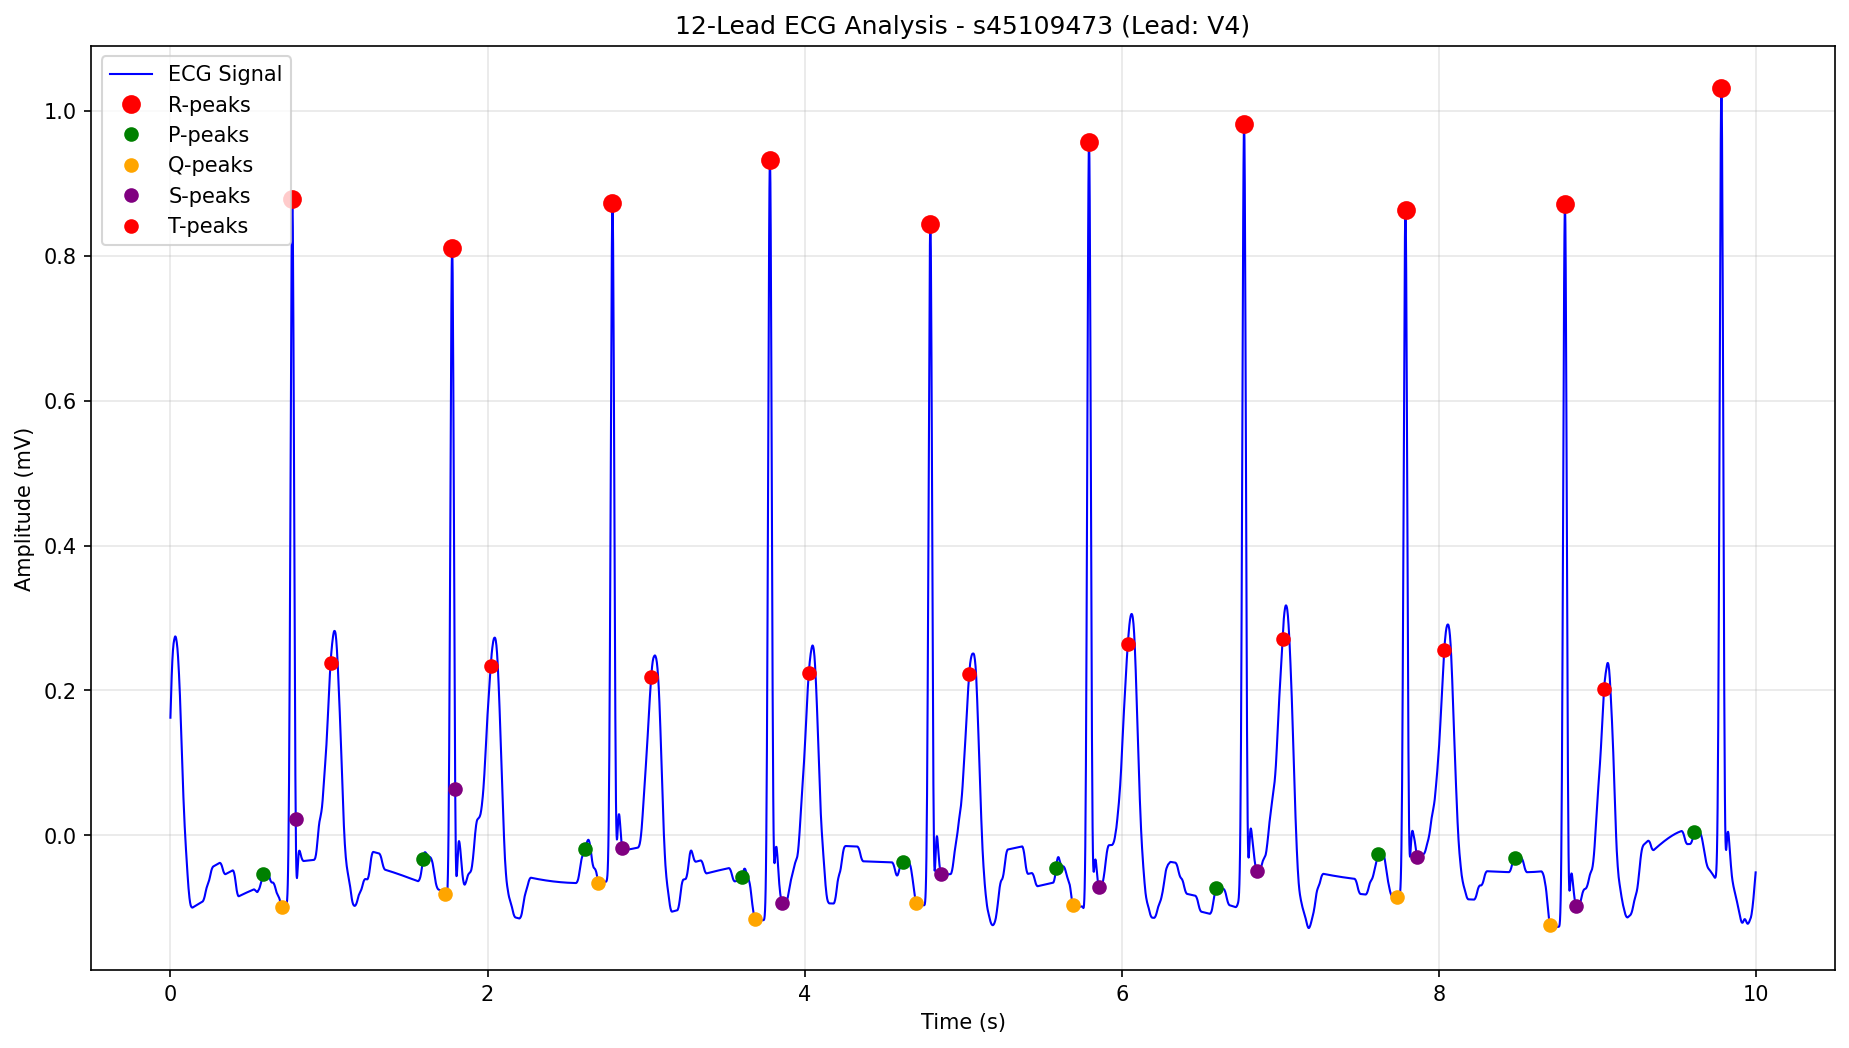 12-Lead ECG Analysis - s45109473 (Lead: V4)
ECG Signal
R-peaks
P-peaks
Q-peaks
S-peaks
T-peaks
Amplitude (mV)
1.0
0.8
0.6
0.4
0.2
0.0
0 2 4 6 8 10
Time (s)